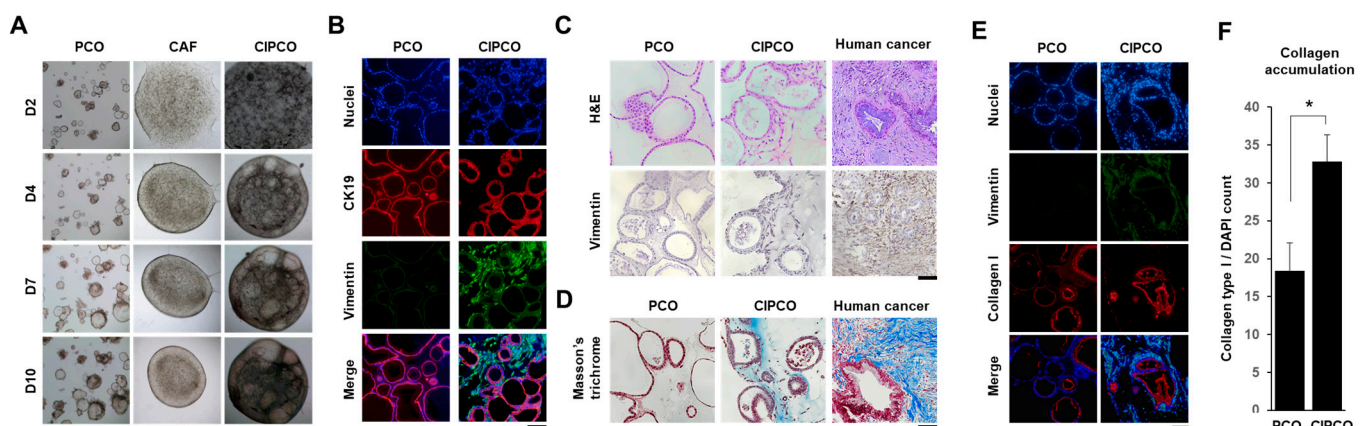 A
PCO CAF CIPCO
D2
D4
D7
D10
B
PCO CIPCO
Nuclei
CK19
Vimentin
Merge
C
PCO CIPCO Human cancer
H&E
Vimentin
D
PCO CIPCO Human cancer
Masson's
trichrome
E
PCO CIPCO
Nuclei
Vimentin
Collagen I
Merge
F
Collagen
accumulation
Collagen type I / DAPI count
40
35
30
25
20
15
10
5
0
*
PCO CIPCO